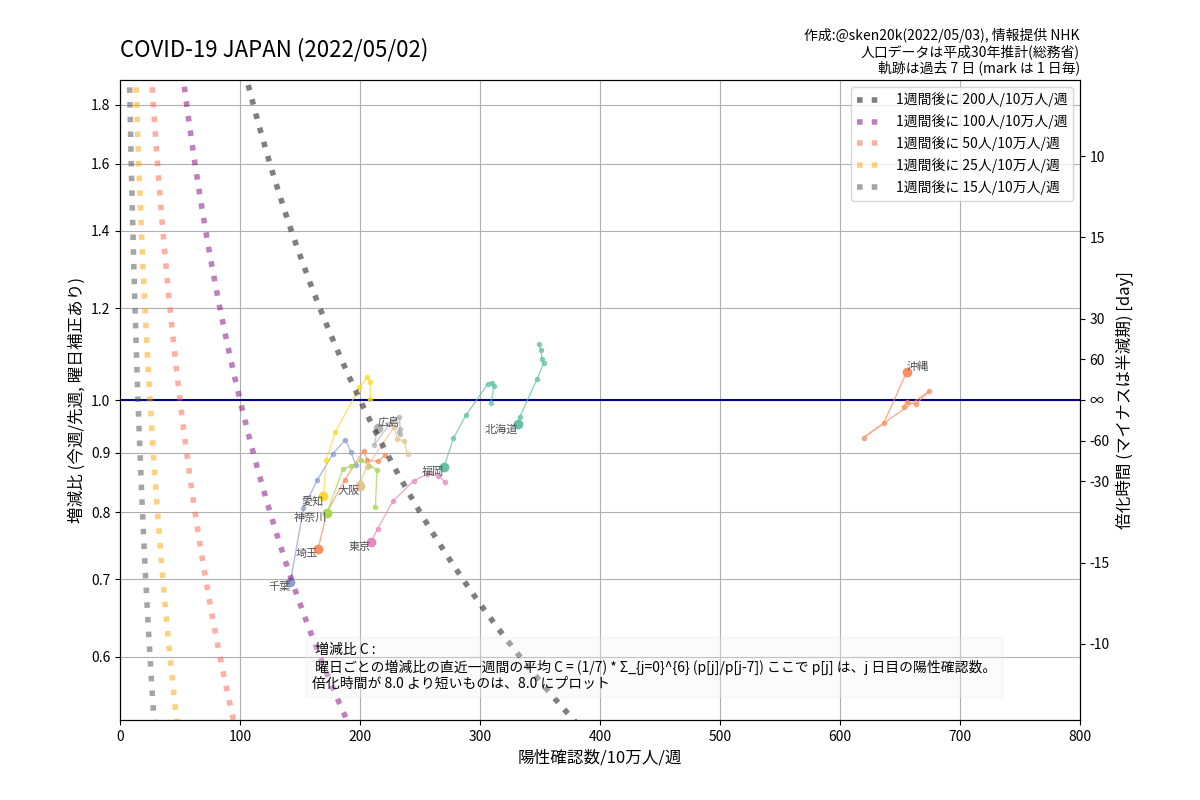 COVID-19 JAPAN (2022/05/02)
作成:@sken20k(2022/05/03), 情報提供 NHK
人口データは平成30年推計(総務省)
軌跡は過去 7 日 (mark は 1 日毎)
1週間後に 200人/10万人/週
1週間後に 100人/10万人/週
1週間後に 50人/10万人/週
1週間後に 25人/10万人/週
1週間後に 15人/10万人/週
1.8
1.6
1.4
1.2
1.0
0.9
0.8
0.7
0.6
増減比 (今週/先週, 曜日補正あり)
10
15
30
60
∞
-60
-30
-15
-10
倍化時間 (マイナスは半減期) [day]
沖縄
広島
北海道
福岡
大阪
愛知
神奈川
東京
埼玉
千葉
増減比 C :
曜日ごとの増減比の直近一週間の平均 C = (1/7) * Σ_{j=0}^{6} (p[j]/p[j-7]) ここで p[j] は、j 日目の陽性確認数。
倍化時間が 8.0 より短いものは、8.0 にプロット
0 100 200 300 400 500 600 700 800
陽性確認数/10万人/週